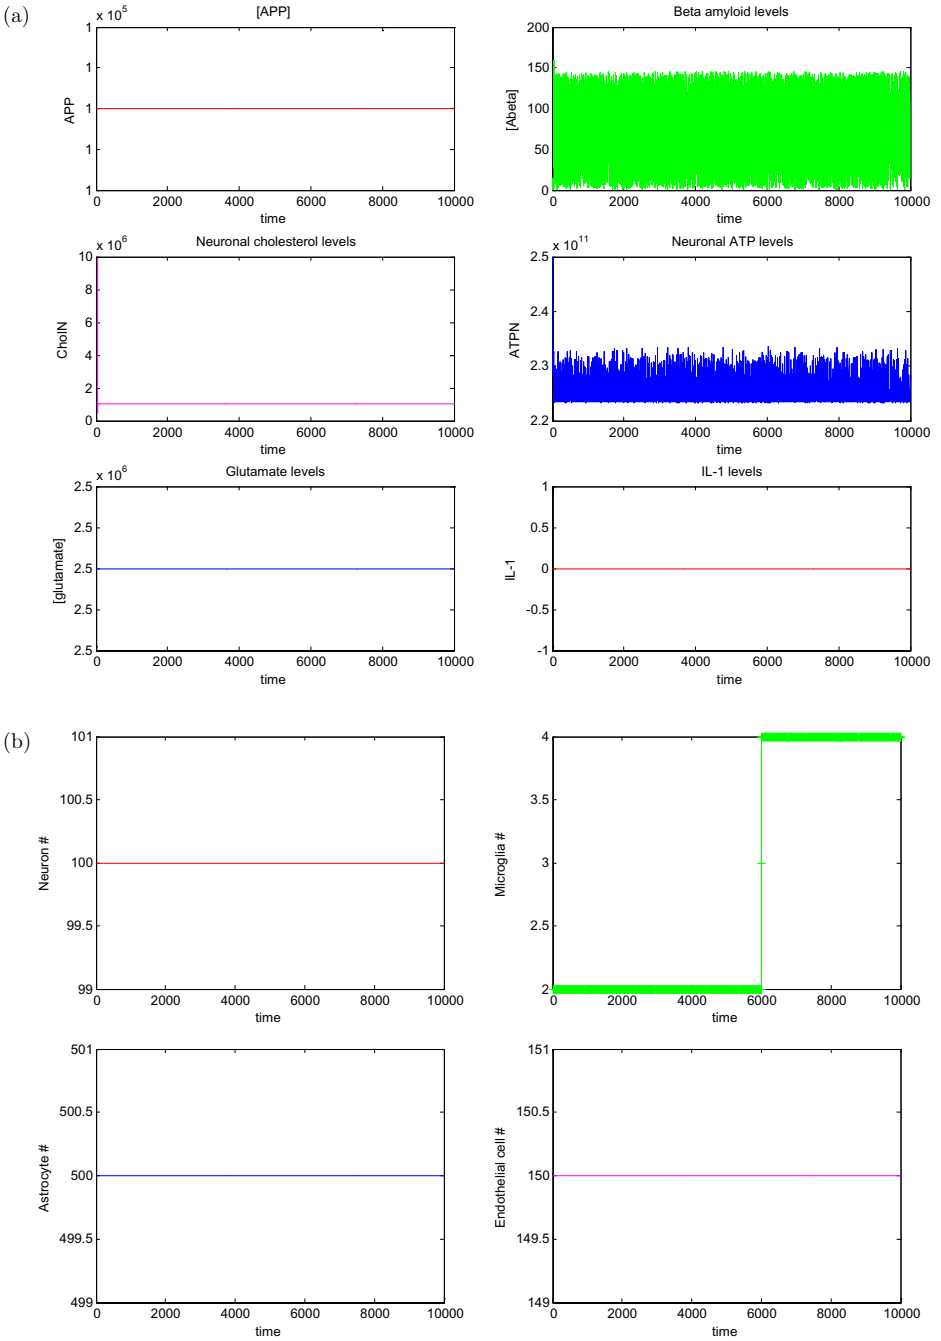 (a)
[APP]
x 10^5
1
1
1
1
1
APP
0 2000 4000 6000 8000 10000
time
Beta amyloid levels
200
150
100
50
0
[Abeta]
0 2000 4000 6000 8000 10000
time
Neuronal cholesterol levels
x 10^6
10
8
6
4
2
0
CholN
0 2000 4000 6000 8000 10000
time
Neuronal ATP levels
x 10^11
2.5
2.4
2.3
2.2
ATPN
0 2000 4000 6000 8000 10000
time
Glutamate levels
x 10^6
2.5
2.5
2.5
2.5
2.5
[glutamate]
0 2000 4000 6000 8000 10000
time
IL-1 levels
1
0.5
0
-0.5
-1
IL-1
0 2000 4000 6000 8000 10000
time
(b)
101
100.5
100
99.5
99
Neuron #
0 2000 4000 6000 8000 10000
time
4
3.5
3
2.5
2
Microglia #
0 2000 4000 6000 8000 10000
time
501
500.5
500
499.5
499
Astrocyte #
0 2000 4000 6000 8000 10000
time
151
150.5
150
149.5
149
Endothelial cell #
0 2000 4000 6000 8000 10000
time